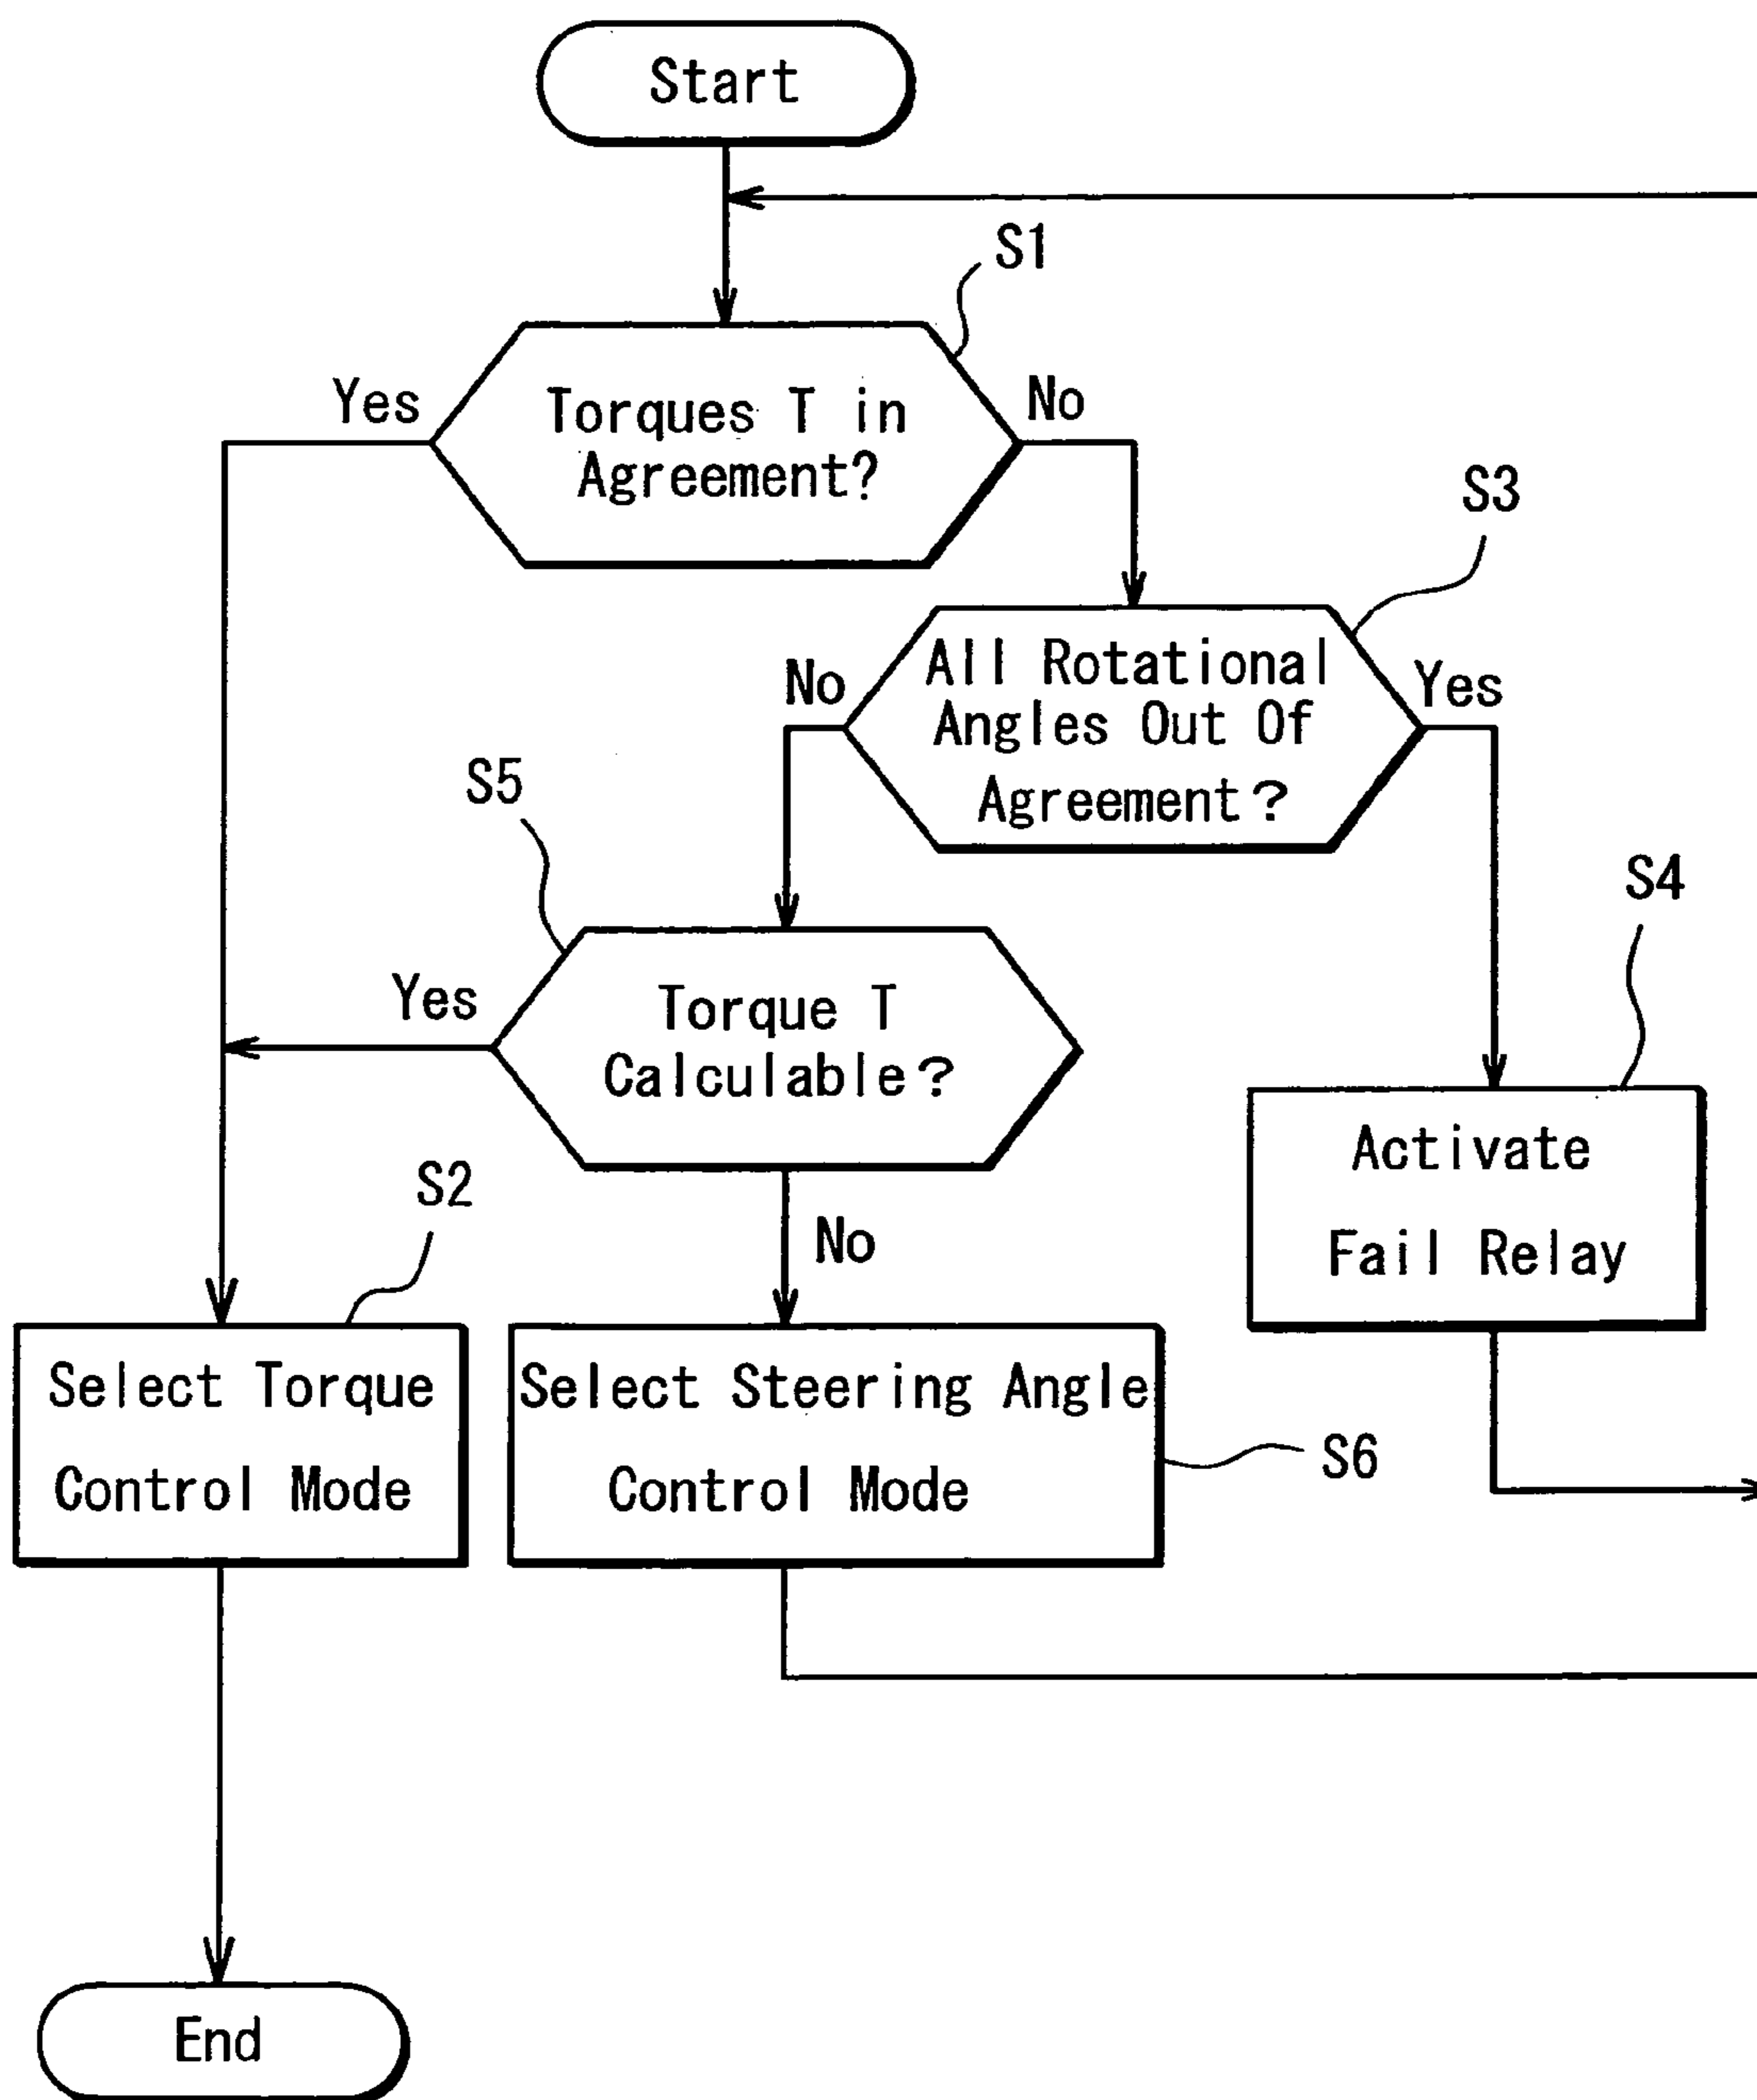 Start
S1
Yes
Torques T in
Agreement?
No
S3
No
All Rotational
Angles Out Of
Agreement?
Yes
S5
S4
Yes
Torque T
Calculable?
Activate
Fail Relay
S2
No
Select Torque
Control Mode
Select Steering Angle
Control Mode
S6
End